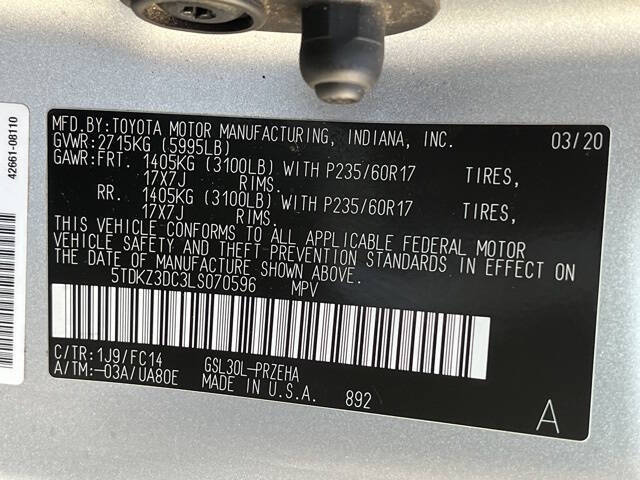 42661-08110
MFD.BY:TOYOTA MOTOR MANUFACTURING, INDIANA, INC. 03/20
GVWR:2715KG (5995LB)
GAWR:FRT. 1405KG (3100LB) WITH P235/60R17 TIRES,
17X7J RIMS.
RR. 1405KG (3100LB) WITH P235/60R17 TIRES,
17X7J RIMS.
THIS VEHICLE CONFORMS TO ALL APPLICABLE FEDERAL MOTOR
VEHICLE SAFETY AND THEFT PREVENTION STANDARDS IN EFFECT ON
THE DATE OF MANUFACTURE SHOWN ABOVE.
5TDKZ3DC3LS070596 MPV
C/TR:1J9/FC14 GSL30L-PRZEHA
A/TM:-03A/UA80E MADE IN U.S.A. 892 A